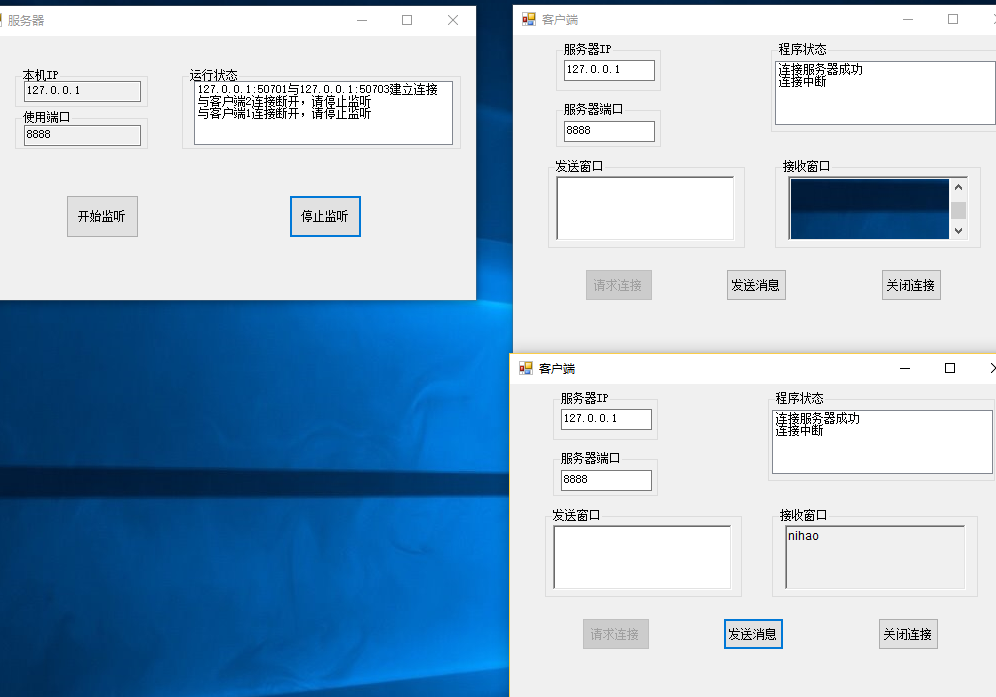 服务器
本机IP
127.0.0.1
使用端口
8888
运行状态
127.0.0.1:50701与127.0.0.1:50703建立连接
与客户端2连接断开，请停止监听
与客户端1连接断开，请停止监听
开始监听
停止监听
客户端
服务器IP
127.0.0.1
服务器端口
8888
程序状态
连接服务器成功
连接中断
发送窗口
接收窗口
请求连接
发送消息
关闭连接
客户端
服务器IP
127.0.0.1
服务器端口
8888
程序状态
连接服务器成功
连接中断
发送窗口
接收窗口
nihao
请求连接
发送消息
关闭连接